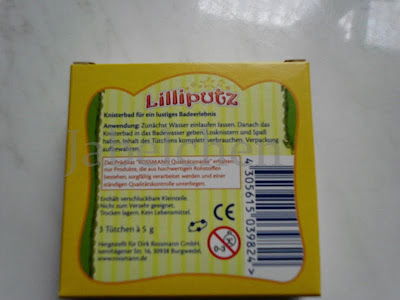 Lilliputz
Knisterbad für ein lustiges Badeerlebnis
Anwendung: Zunächst Wasser einlaufen lassen. Danach das
Knisterbad in das Badewasser geben. Losknistern und Spaß
haben. Inhalt des Tütchens komplett verbrauchen. Verpackung
aufbewahren.
Das Prädikat "ROSSMANN Qualitätsmarke" erhalten
nur Produkte, die aus hochwertigen Rohstoffen
bestehen, sorgfältig verarbeitet werden und einer
ständigen Qualitätskontrolle unterliegen.
Enthält verschluckbare Kleinteile.
Nicht zum Verzehr geeignet.
Trocken lagern. Kein Lebensmittel.
3 Tütchen à 5 g
CE
0-3
Hergestellt für Dirk Rossmann GmbH,
Isernhägener Str. 16, 30938 Burgwedel,
www.rossmann.de
4 305615 039824